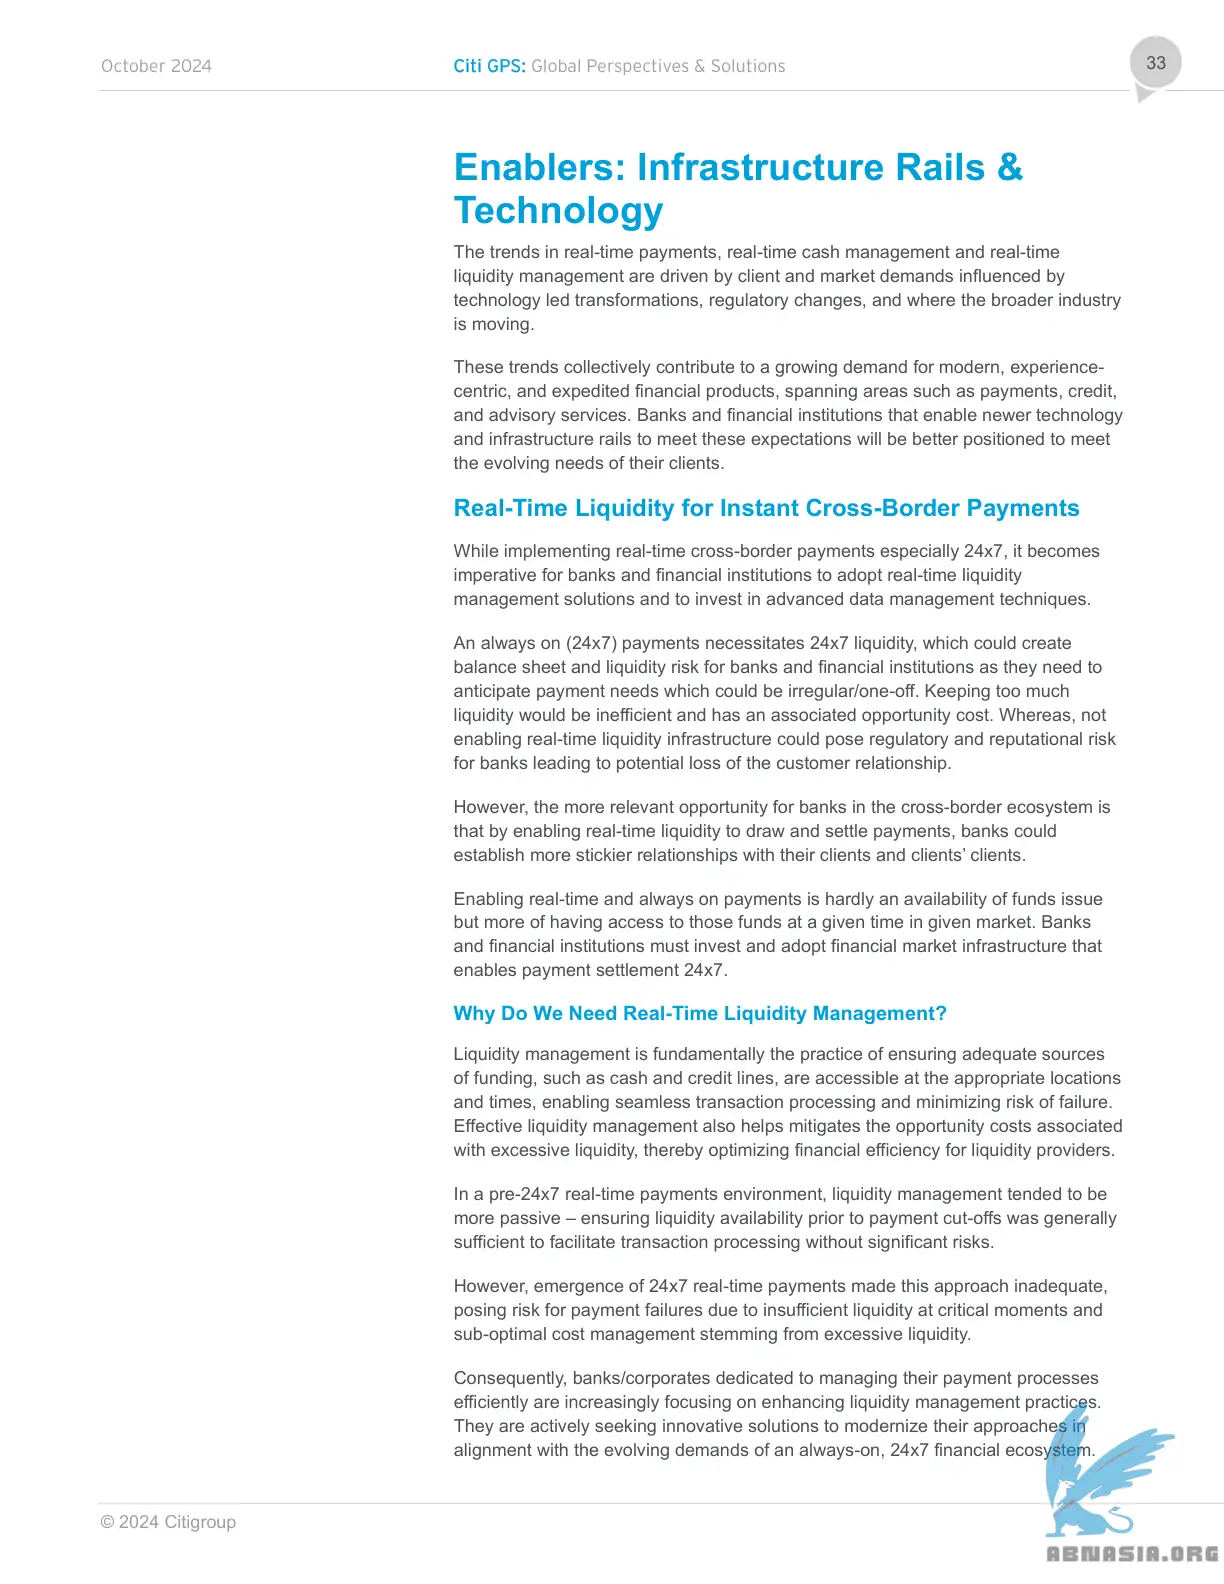 October 2024
Citi GPS: Global Perspectives & Solutions
33
Enablers: Infrastructure Rails &
Technology
The trends in real-time payments, real-time cash management and real-time
liquidity management are driven by client and market demands influenced by
technology led transformations, regulatory changes, and where the broader industry
is moving.
These trends collectively contribute to a growing demand for modern, experience-
centric, and expedited financial products, spanning areas such as payments, credit,
and advisory services. Banks and financial institutions that enable newer technology
and infrastructure rails to meet these expectations will be better positioned to meet
the evolving needs of their clients.
Real-Time Liquidity for Instant Cross-Border Payments
While implementing real-time cross-border payments especially 24x7, it becomes
imperative for banks and financial institutions to adopt real-time liquidity
management solutions and to invest in advanced data management techniques.
An always on (24x7) payments necessitates 24x7 liquidity, which could create
balance sheet and liquidity risk for banks and financial institutions as they need to
anticipate payment needs which could be irregular/one-off. Keeping too much
liquidity would be inefficient and has an associated opportunity cost. Whereas, not
enabling real-time liquidity infrastructure could pose regulatory and reputational risk
for banks leading to potential loss of the customer relationship.
However, the more relevant opportunity for banks in the cross-border ecosystem is
that by enabling real-time liquidity to draw and settle payments, banks could
establish more stickier relationships with their clients and clients’ clients.
Enabling real-time and always on payments is hardly an availability of funds issue
but more of having access to those funds at a given time in given market. Banks
and financial institutions must invest and adopt financial market infrastructure that
enables payment settlement 24x7.
Why Do We Need Real-Time Liquidity Management?
Liquidity management is fundamentally the practice of ensuring adequate sources
of funding, such as cash and credit lines, are accessible at the appropriate locations
and times, enabling seamless transaction processing and minimizing risk of failure.
Effective liquidity management also helps mitigates the opportunity costs associated
with excessive liquidity, thereby optimizing financial efficiency for liquidity providers.
In a pre-24x7 real-time payments environment, liquidity management tended to be
more passive – ensuring liquidity availability prior to payment cut-offs was generally
sufficient to facilitate transaction processing without significant risks.
However, emergence of 24x7 real-time payments made this approach inadequate,
posing risk for payment failures due to insufficient liquidity at critical moments and
sub-optimal cost management stemming from excessive liquidity.
Consequently, banks/corporates dedicated to managing their payment processes
efficiently are increasingly focusing on enhancing liquidity management practices.
They are actively seeking innovative solutions to modernize their approaches in
alignment with the evolving demands of an always-on, 24x7 financial ecosystem.
© 2024 Citigroup
ABNASIA.ORG